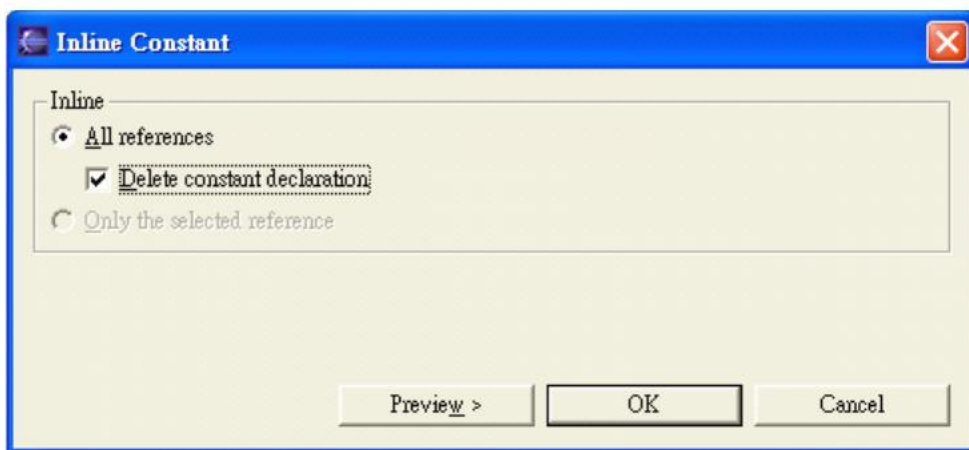 Inline Constant
Inline
All references
Delete constant declaration
Only the selected reference
Preview >
OK
Cancel